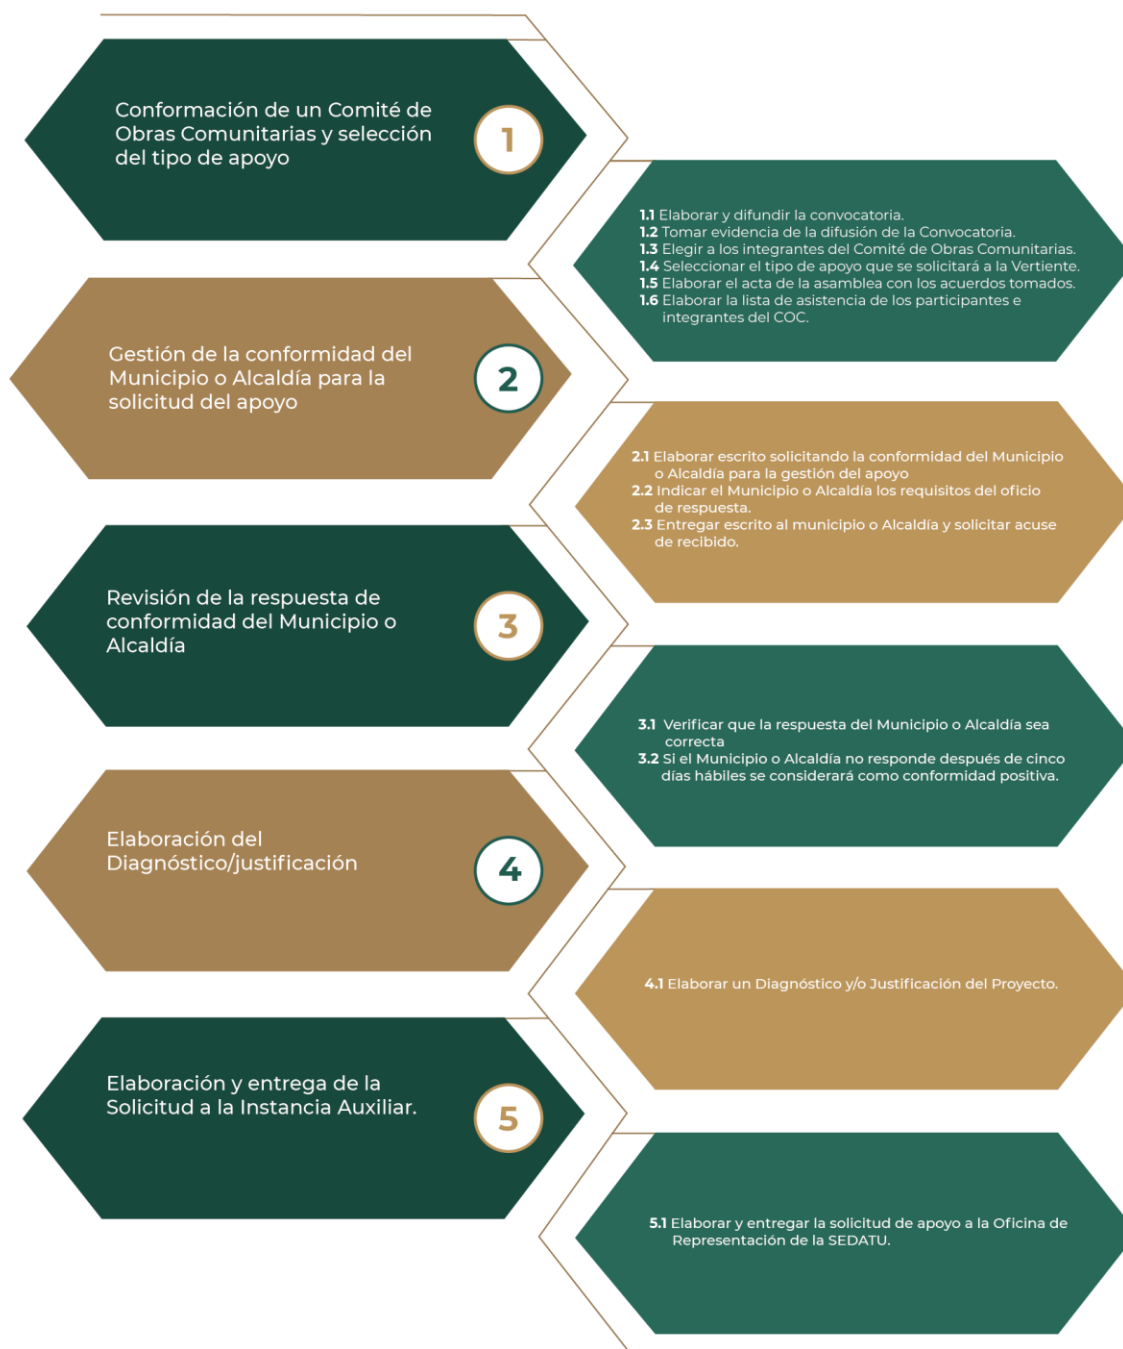 Conformación de un Comité de
Obras Comunitarias y selección
del tipo de apoyo
1
1.1 Elaborar y difundir la convocatoria.
1.2 Tomar evidencia de la difusión de la Convocatoria.
1.3 Elegir a los integrantes del Comité de Obras Comunitarias.
1.4 Seleccionar el tipo de apoyo que se solicitará a la Vertiente.
1.5 Elaborar el acta de la asamblea con los acuerdos tomados.
1.6 Elaborar la lista de asistencia de los participantes e
integrantes del COC.
Gestión de la conformidad del
Municipio o Alcaldía para la
solicitud del apoyo
2
2.1 Elaborar escrito solicitando la conformidad del Municipio
o Alcaldía para la gestión del apoyo
2.2 Indicar el Municipio o Alcaldía los requisitos del oficio
de respuesta.
2.3 Entregar escrito al municipio o Alcaldía y solicitar acuse
de recibido.
Revisión de la respuesta de
conformidad del Municipio o
Alcaldía
3
3.1 Verificar que la respuesta del Municipio o Alcaldía sea
correcta
3.2 Si el Municipio o Alcaldía no responde después de cinco
días hábiles se considerará como conformidad positiva.
Elaboración del
Diagnóstico/justificación
4
4.1 Elaborar un Diagnóstico y/o Justificación del Proyecto.
Elaboración y entrega de la
Solicitud a la Instancia Auxiliar.
5
5.1 Elaborar y entregar la solicitud de apoyo a la Oficina de
Representación de la SEDATU.